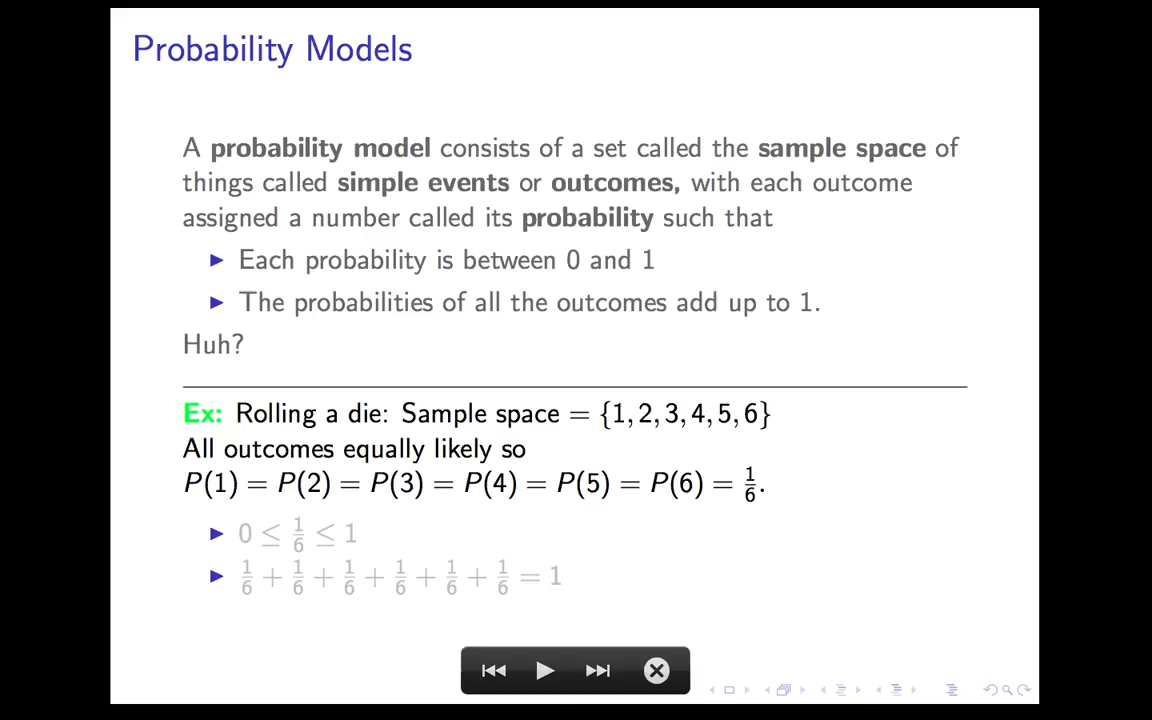 Probability Models
A probability model consists of a set called the sample space of
things called simple events or outcomes, with each outcome
assigned a number called its probability such that
▶ Each probability is between 0 and 1
▶ The probabilities of all the outcomes add up to 1.
Huh?
Ex: Rolling a die: Sample space = {1, 2, 3, 4, 5, 6}
All outcomes equally likely so
P(1) = P(2) = P(3) = P(4) = P(5) = P(6) = 1/6.
▶ 0 ≤ 1/6 ≤ 1
▶ 1/6 + 1/6 + 1/6 + 1/6 + 1/6 + 1/6 = 1